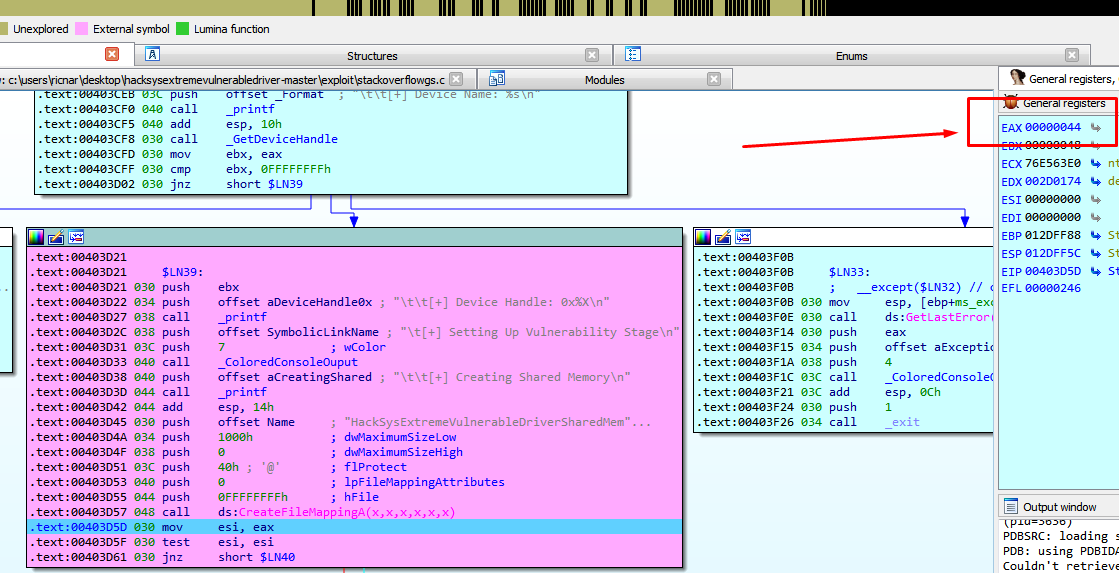 Unexplored External symbol Lumina function
Structures Enums
: c:\users\ricnar\desktop\hacksysextremevulnerabledriver-master\exploit\stackoverflowgs.c Modules
General registers,
General registers
.text:00403CEB 03C push offset _Format ; "\t\t[+] Device Name: %s\n"
.text:00403CF0 040 call _printf
.text:00403CF5 040 add esp, 10h
.text:00403CF8 030 call _GetDeviceHandle
.text:00403CFD 030 mov ebx, eax
.text:00403CFF 030 cmp ebx, 0FFFFFFFFh
.text:00403D02 030 jnz short $LN39
.text:00403D21
.text:00403D21 $LN39:
.text:00403D21 030 push ebx
.text:00403D22 034 push offset aDeviceHandle0x ; "\t\t[+] Device Handle: 0x%X\n"
.text:00403D27 038 call _printf
.text:00403D2C 038 push offset SymbolicLinkName ; "\t[+] Setting Up Vulnerability Stage\n"
.text:00403D31 03C push 7 ; wColor
.text:00403D33 040 call _ColoredConsoleOuput
.text:00403D38 040 push offset aCreatingShared ; "\t\t[+] Creating Shared Memory\n"
.text:00403D3D 044 call _printf
.text:00403D42 044 add esp, 14h
.text:00403D45 030 push offset Name ; "HackSysExtremeVulnerableDriverSharedMem"...
.text:00403D4A 034 push 1000h ; dwMaximumSizeLow
.text:00403D4F 038 push 0 ; dwMaximumSizeHigh
.text:00403D51 03C push 40h ; '@' ; flProtect
.text:00403D53 040 push 0 ; lpFileMappingAttributes
.text:00403D55 044 push 0FFFFFFFFh ; hFile
.text:00403D57 048 call ds:CreateFileMappingA(x,x,x,x,x,x)
.text:00403D5D 030 mov esi, eax
.text:00403D5F 030 test esi, esi
.text:00403D61 030 jnz short $LN40
.text:00403F0B
.text:00403F0B $LN33:
.text:00403F0B ; __except($LN32) // c
.text:00403F0B 030 mov esp, [ebp+ms_exc
.text:00403F0E 030 call ds:GetLastError(
.text:00403F14 030 push eax
.text:00403F15 034 push offset aExceptio
.text:00403F1A 038 push 4
.text:00403F1C 03C call _ColoredConsoleO
.text:00403F21 03C add esp, 0Ch
.text:00403F24 030 push 1
.text:00403F26 034 call _exit
EAX 00000044
EBX 00000048
ECX 76E563E0 nt
EDX 002D0174 de
ESI 00000000
EDI 00000000
EBP 012DFF88 St
ESP 012DFF5C St
EIP 00403D5D St
EFL 00000246
Output window
(pid=3636)
PDBSRC: loading s
PDB: using PDBIDA
Couldn't retrieve